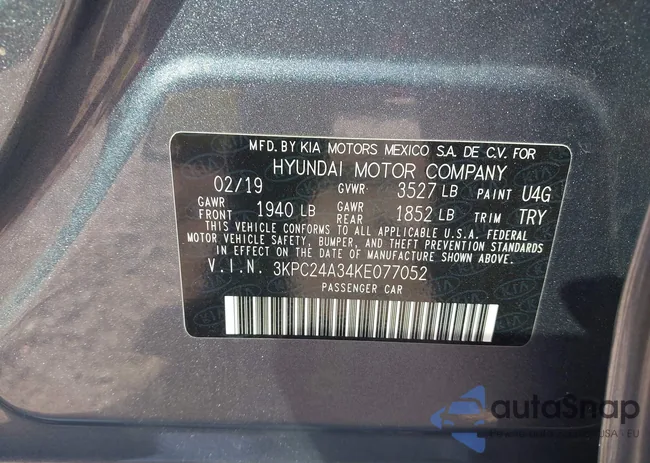 MFD. BY KIA MOTORS MEXICO S.A. DE C.V. FOR
HYUNDAI MOTOR COMPANY
02/19 GVWR: 3527 LB PAINT U4G
GAWR FRONT 1940 LB GAWR REAR 1852 LB TRIM TRY
THIS VEHICLE CONFORMS TO ALL APPLICABLE U.S.A. FEDERAL
MOTOR VEHICLE SAFETY, BUMPER, AND THEFT PREVENTION STANDARDS
IN EFFECT ON THE DATE OF MANUFACTURE SHOWN ABOVE.
V.I.N. 3KPC24A34KE077052
PASSENGER CAR
autoSnap